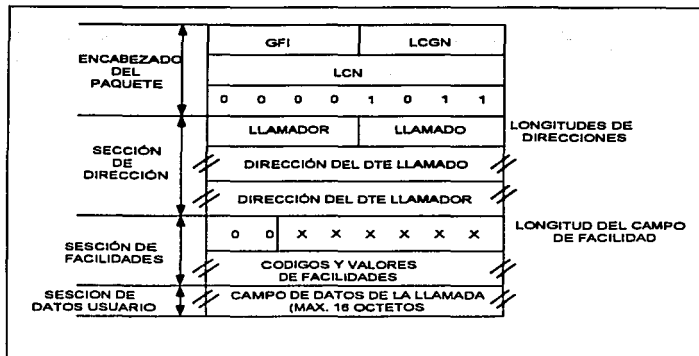 ENCABEZADO
DEL
PAQUETE
GFI LCGN
LCN
0 0 0 0 1 0 1 1
SECCIÓN
DE
DIRECCIÓN
LLAMADOR LLAMADO
LONGITUDES DE
DIRECCIONES
DIRECCIÓN DEL DTE LLAMADO
DIRECCIÓN DEL DTE LLAMADOR
SESIÓN DE
FACILIDADES
0 0 X X X X X X
LONGITUD DEL CAMPO
DE FACILIDAD
CODIGOS Y VALORES
DE FACILIDADES
SESCION DE
DATOS USUARIO
CAMPO DE DATOS DE LA LLAMADA
(MAX. 16 OCTETOS